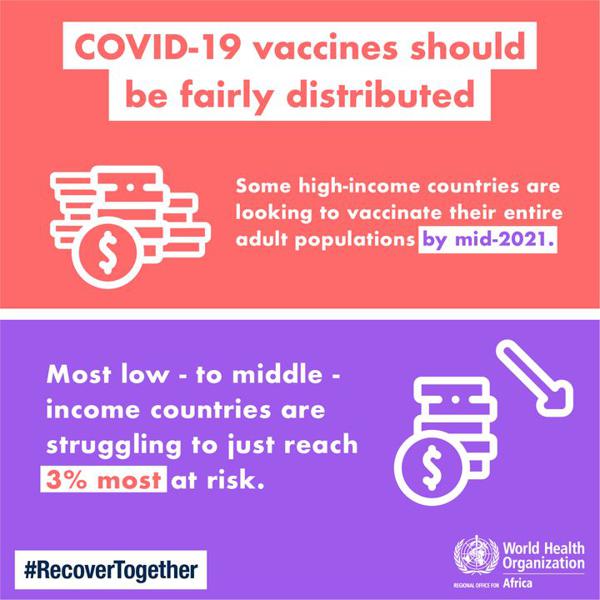 COVID-19 vaccines should
be fairly distributed
Some high-income countries are
looking to vaccinate their entire
adult populations by mid-2021.
$
Most low - to middle -
income countries are
struggling to just reach
3% most at risk.
$
#RecoverTogether
World Health
Organization
REGIONAL OFFICE FOR Africa